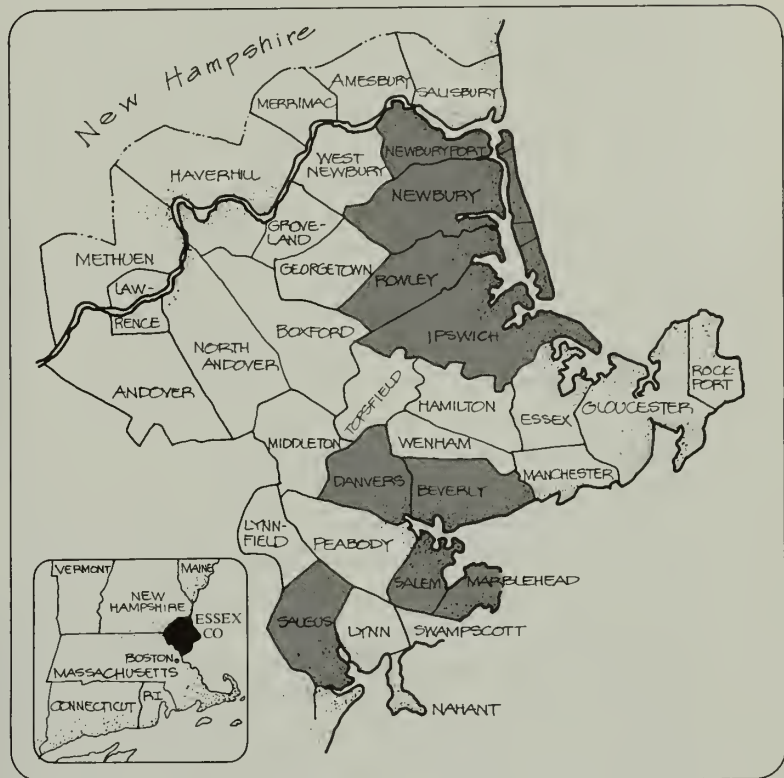 New Hampshire
AMESBURY
SALISBURY
MERRIMAC
WEST
NEWBURY
NEWBURYPORT
HAVERHILL
NEWBURY
GROVE-
LAND
METHUEN
GEORGETOWN
ROWLEY
LAW-
RENCE
BOXFORD
IPSWICH
NORTH
ANDOVER
ROCK-
PORT
ANDOVER
TOPSFIELD
HAMILTON
ESSEX
GLOUCESTER
MIDDLETON
WENHAM
MANCHESTER
DANVERS
BEVERLY
LYNN-
FIELD
PEABODY
SALEM
MARBLEHEAD
SAUGUS
LYNN
SWAMPSCOTT
NAHANT
VERMONT
MAINE
NEW
HAMPSHIRE
ESSEX
CO
BOSTON
MASSACHUSETTS
CONNECTICUT
R.I.